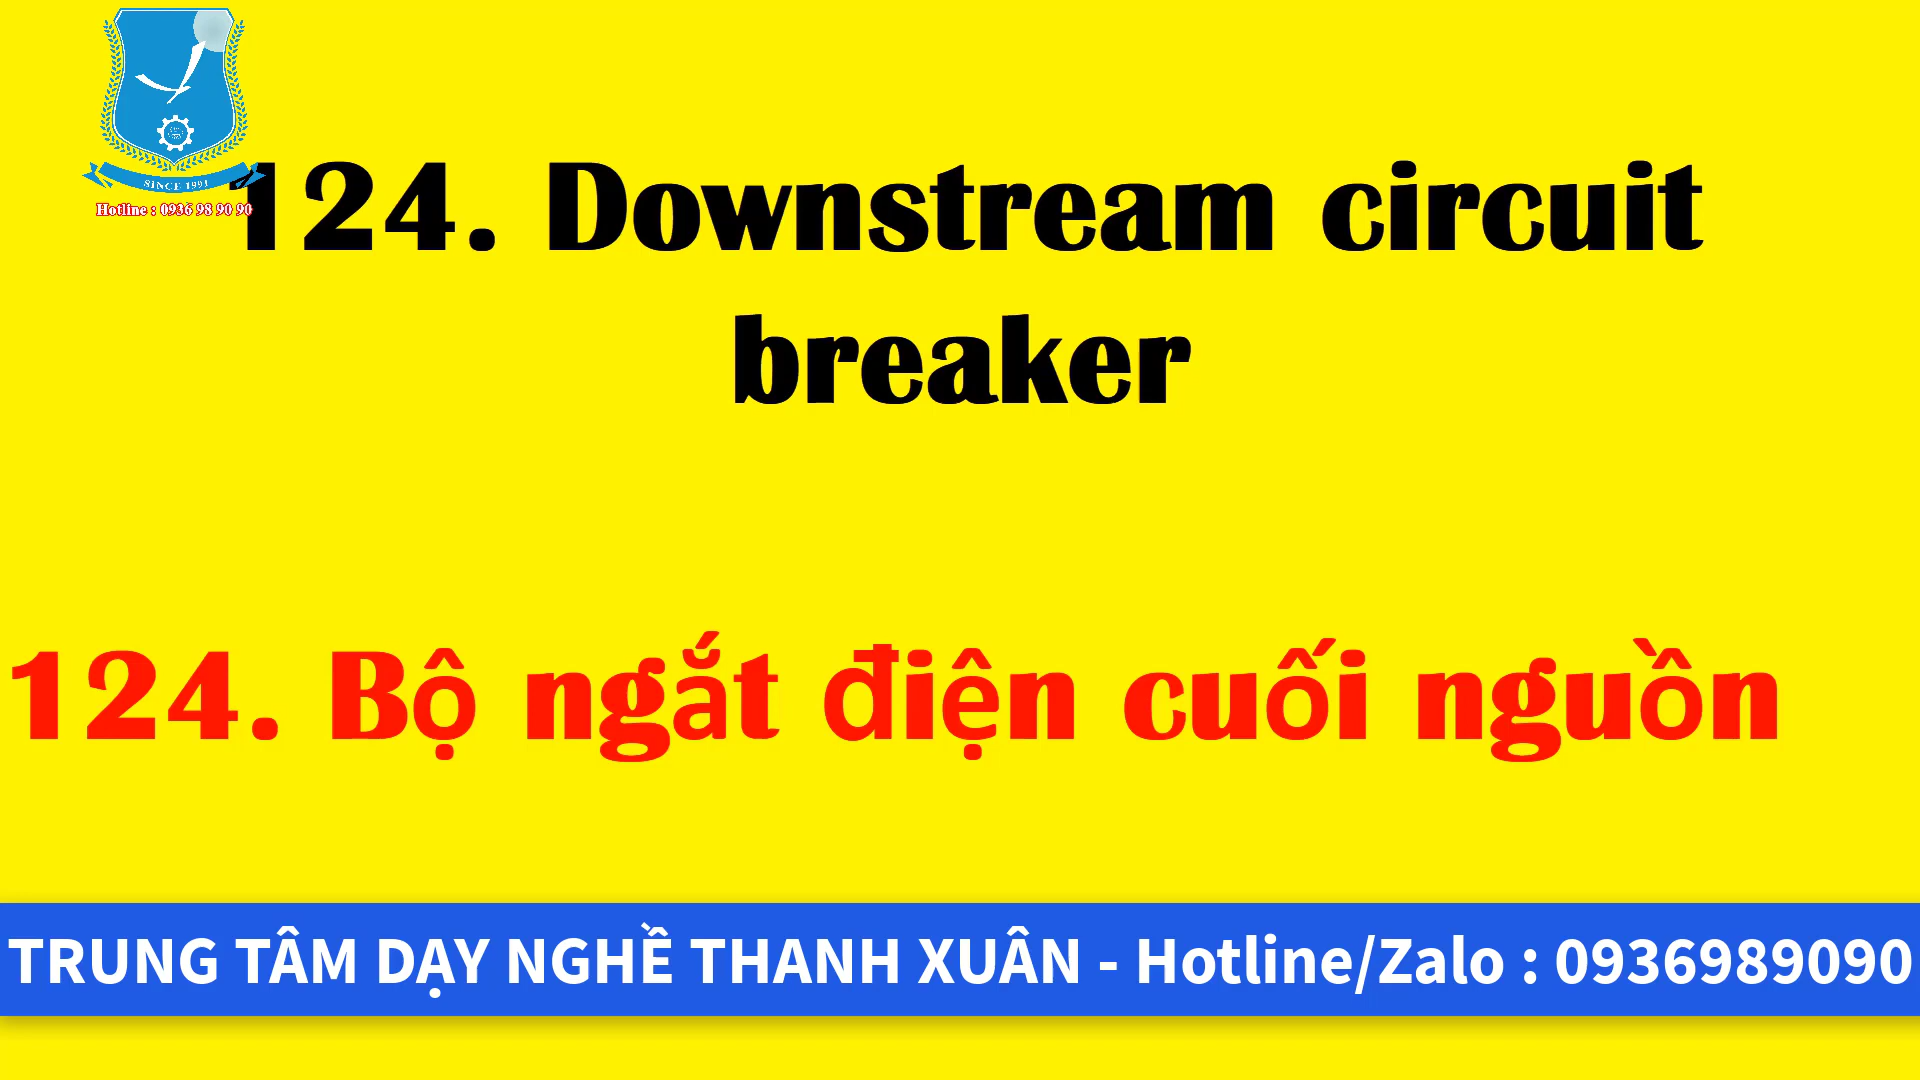 SINCE 1991
Hotline : 0936 98 90 90
124. Downstream circuit
breaker
124. Bộ ngắt điện cuối nguồn
TRUNG TÂM DẠY NGHỀ THANH XUÂN - Hotline/Zalo : 0936989090